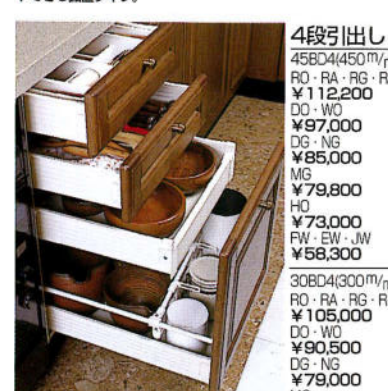 4段引出し
45BD4(450m/m
RO・RA・RG・R
¥112,200
DO・WO
¥97,000
DG・NG
¥85,000
MG
¥79,800
HO
¥73,000
FW・EW・JW
¥58,300
30BD4(300m/m
RO・RA・RG・R
¥105,000
DO・WO
¥90,500
DG・NG
¥79,000